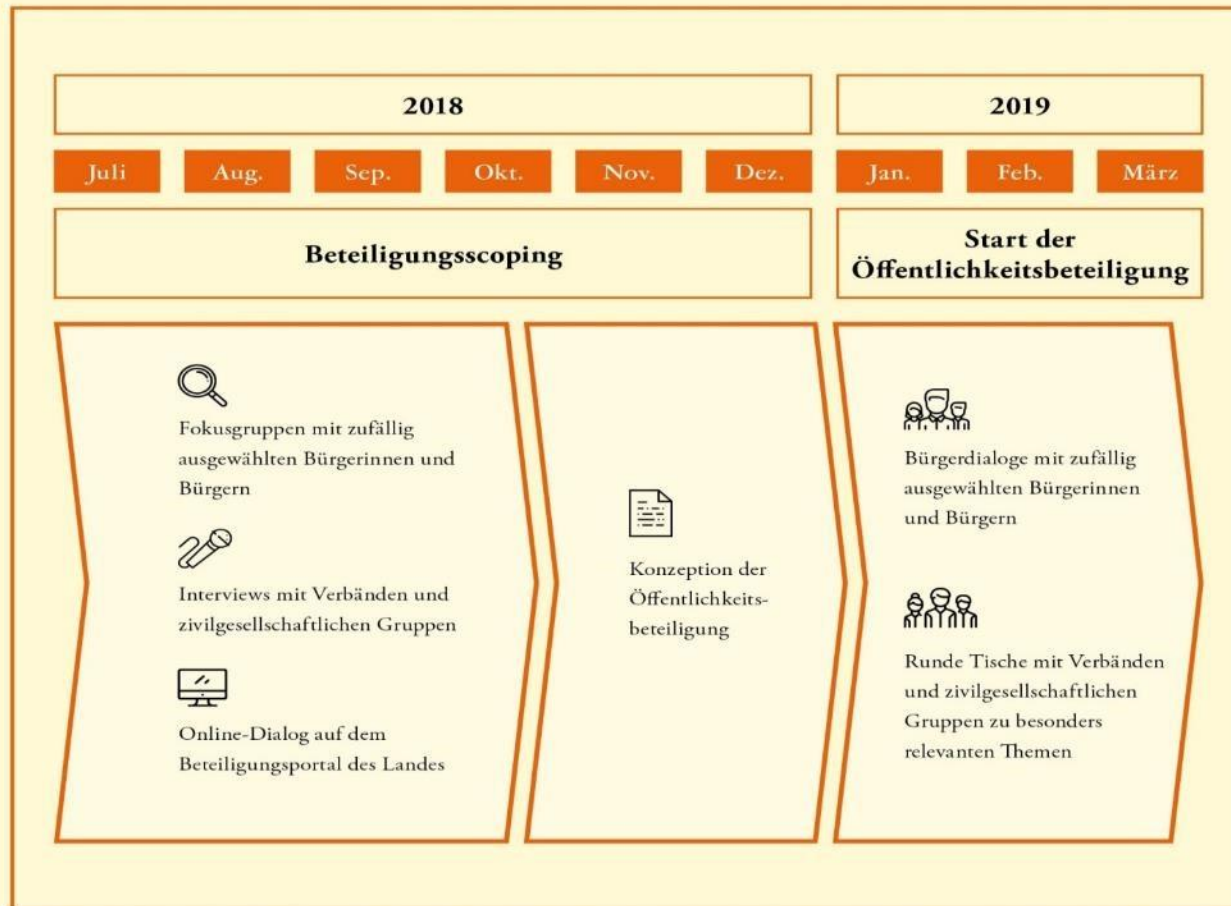 2018
2019
Juli
Aug.
Sep.
Okt.
Nov.
Dez.
Jan.
Feb.
März
Beteiligungsscoping
Start der
Öffentlichkeitsbeteiligung
Fokusgruppen mit zufällig
ausgewählten Bürgerinnen und
Bürgern
Interviews mit Verbänden und
zivilgesellschaftlichen Gruppen
Online-Dialog auf dem
Beteiligungsportal des Landes
Konzeption der
Öffentlichkeits-
beteiligung
Bürgerdialoge mit zufällig
ausgewählten Bürgerinnen
und Bürgern
Runde Tische mit Verbänden
und zivilgesellschaftlichen
Gruppen zu besonders
relevanten Themen